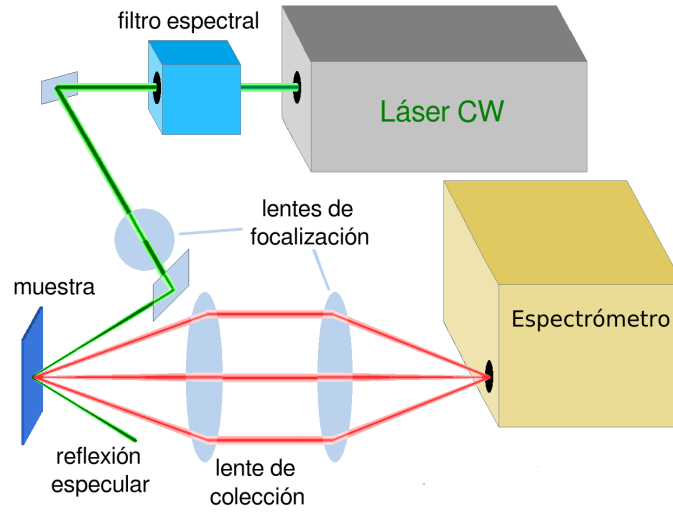 filtro espectral
Láser CW
lentes de
focalización
muestra
Espectrómetro
reflexión
especular
lente de
colección